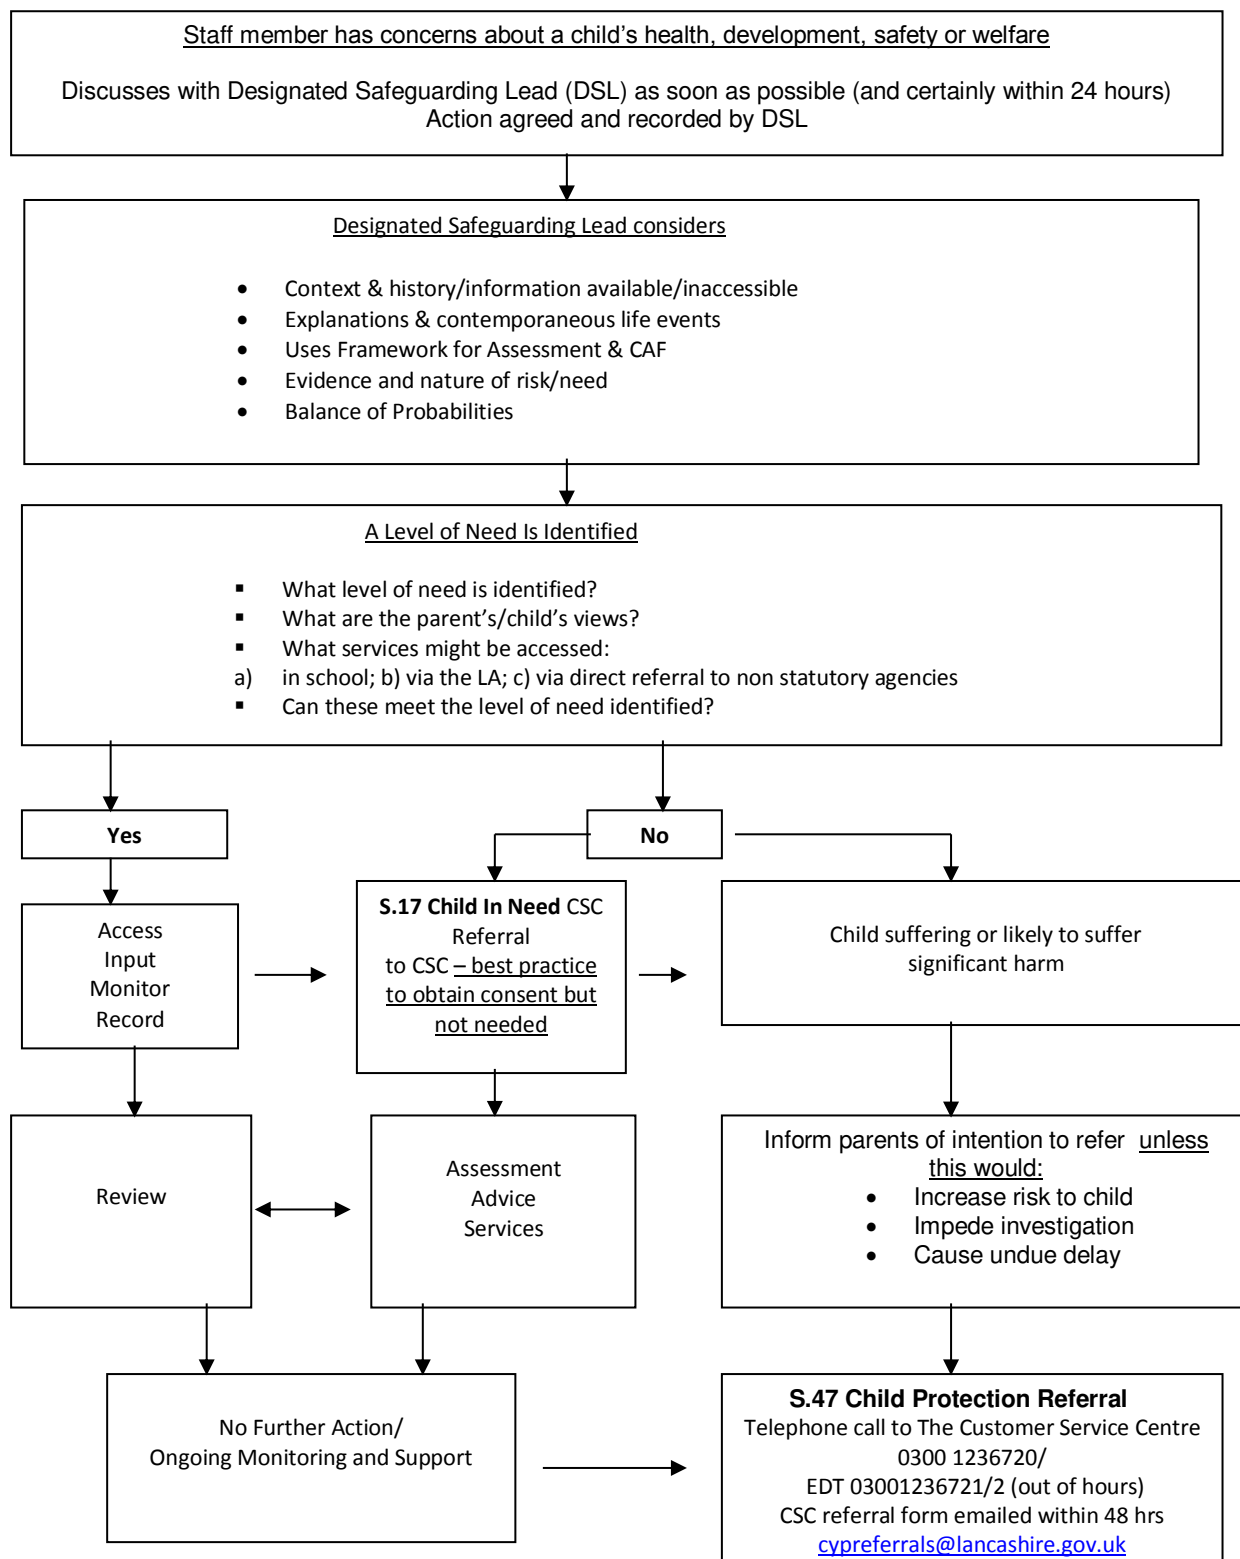 Staff member has concerns about a child's health, development, safety or welfare
Discusses with Designated Safeguarding Lead (DSL) as soon as possible (and certainly within 24 hours)
Action agreed and recorded by DSL
Designated Safeguarding Lead considers
• Context & history/information available/inaccessible
• Explanations & contemporaneous life events
• Uses Framework for Assessment & CAF
• Evidence and nature of risk/need
• Balance of Probabilities
A Level of Need Is Identified
▪ What level of need is identified?
▪ What are the parent's/child's views?
▪ What services might be accessed:
a) in school; b) via the LA; c) via direct referral to non statutory agencies
▪ Can these meet the level of need identified?
Yes
No
Access
Input
Monitor
Record
S.17 Child In Need CSC
Referral
to CSC – best practice
to obtain consent but
not needed
Child suffering or likely to suffer
significant harm
Review
Assessment
Advice
Services
Inform parents of intention to refer unless
this would:
• Increase risk to child
• Impede investigation
• Cause undue delay
No Further Action/
Ongoing Monitoring and Support
S.47 Child Protection Referral
Telephone call to The Customer Service Centre
0300 1236720/
EDT 03001236721/2 (out of hours)
CSC referral form emailed within 48 hrs
cypreferrals@lancashire.gov.uk